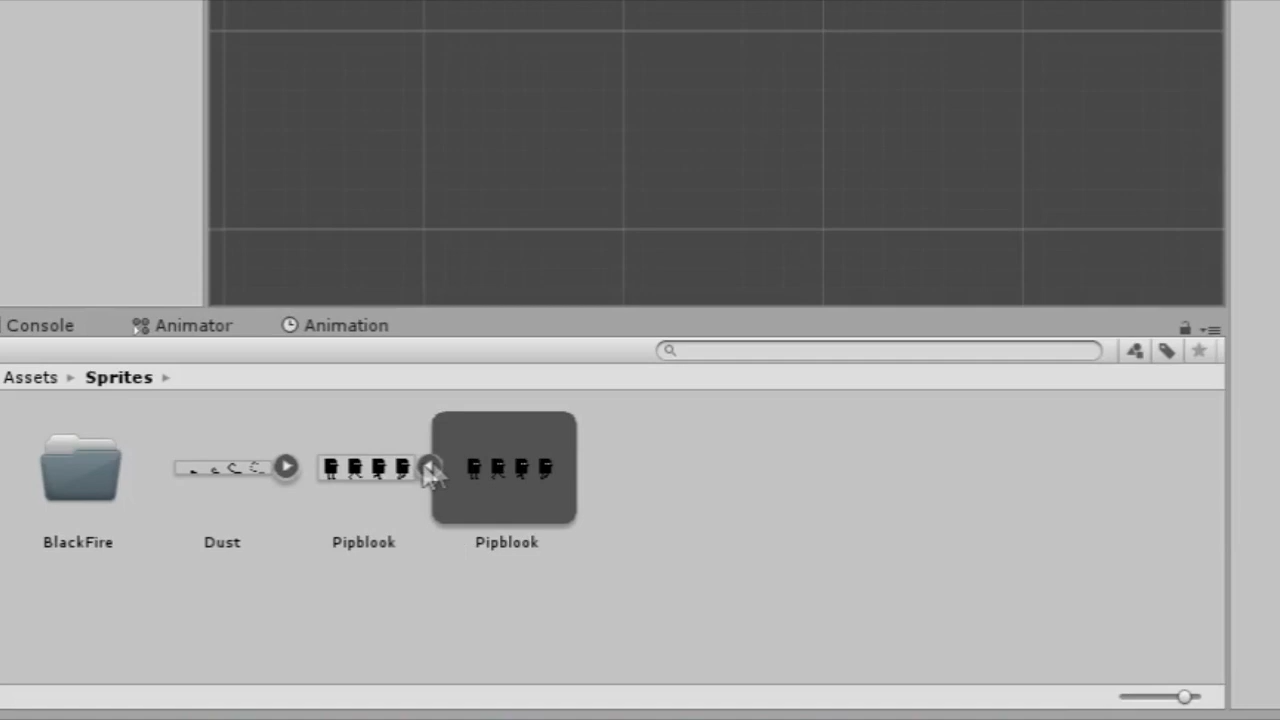 Console Animator Animation
Assets Sprites
BlackFire Dust Pipblook Pipblook